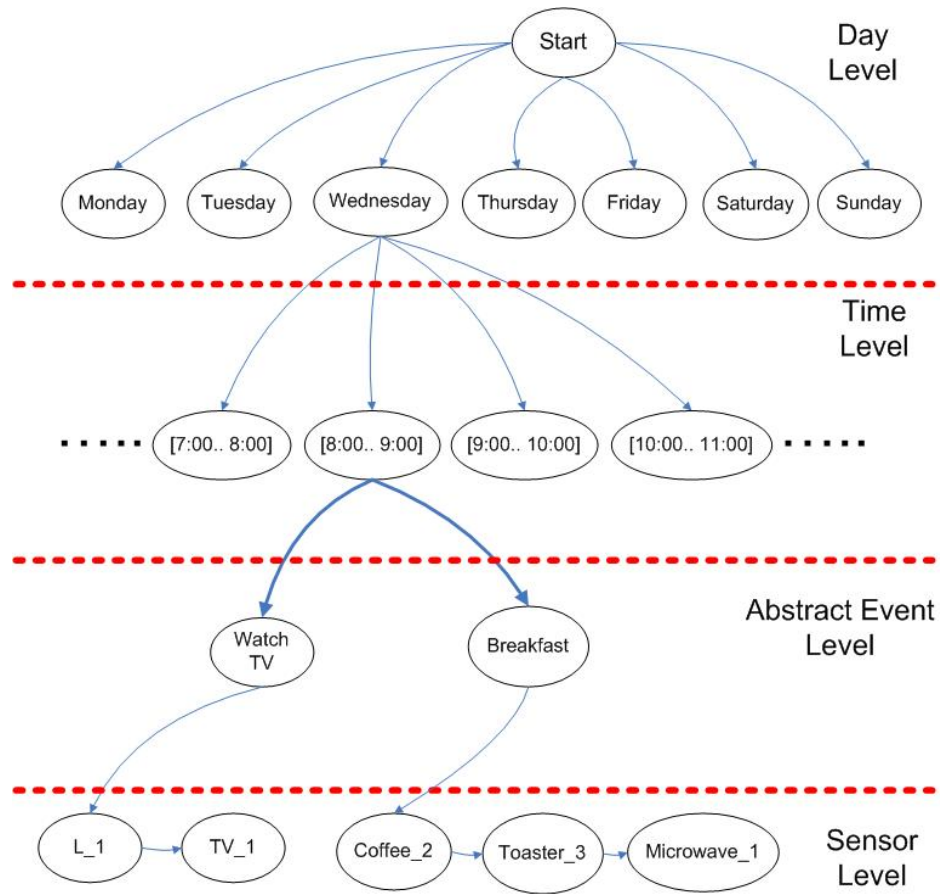 Start
Day
Level
Monday
Tuesday
Wednesday
Thursday
Friday
Saturday
Sunday
Time
Level
[7:00.. 8:00]
[8:00.. 9:00]
[9:00.. 10:00]
[10:00.. 11:00]
Abstract Event
Level
Watch
TV
Breakfast
L_1
TV_1
Coffee_2
Toaster_3
Microwave_1
Sensor
Level